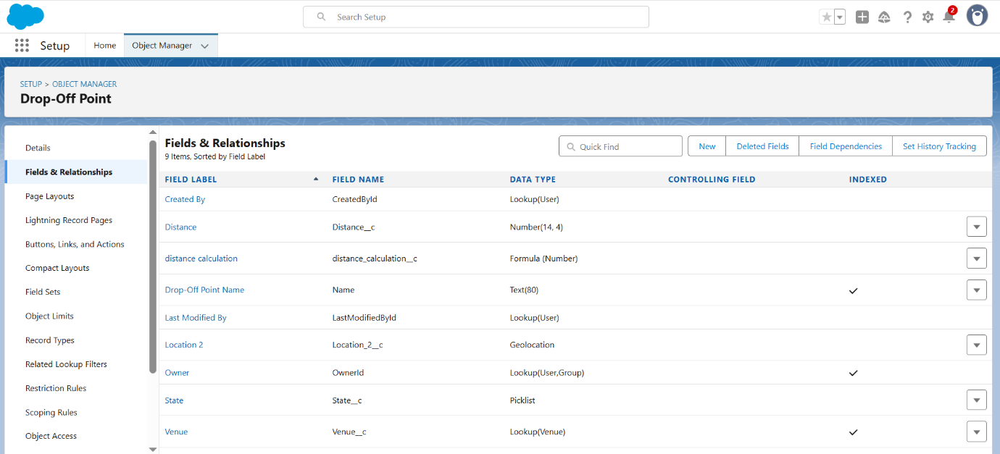 Search Setup
2
Setup
Home
Object Manager
SETUP > OBJECT MANAGER
Drop-Off Point
Details
Fields & Relationships
Page Layouts
Lightning Record Pages
Buttons, Links, and Actions
Compact Layouts
Field Sets
Object Limits
Record Types
Related Lookup Filters
Restriction Rules
Scoping Rules
Object Access
Fields & Relationships
9 Items, Sorted by Field Label
Quick Find
New
Deleted Fields
Field Dependencies
Set History Tracking
FIELD LABEL FIELD NAME DATA TYPE CONTROLLING FIELD INDEXED
Created By CreatedById Lookup(User)
Distance Distance__c Number(14, 4)
distance calculation distance_calculation__c Formula (Number)
Drop-Off Point Name Name Text(80)
Last Modified By LastModifiedById Lookup(User)
Location 2 Location_2__c Geolocation
Owner OwnerId Lookup(User,Group)
State State__c Picklist
Venue Venue__c Lookup(Venue)